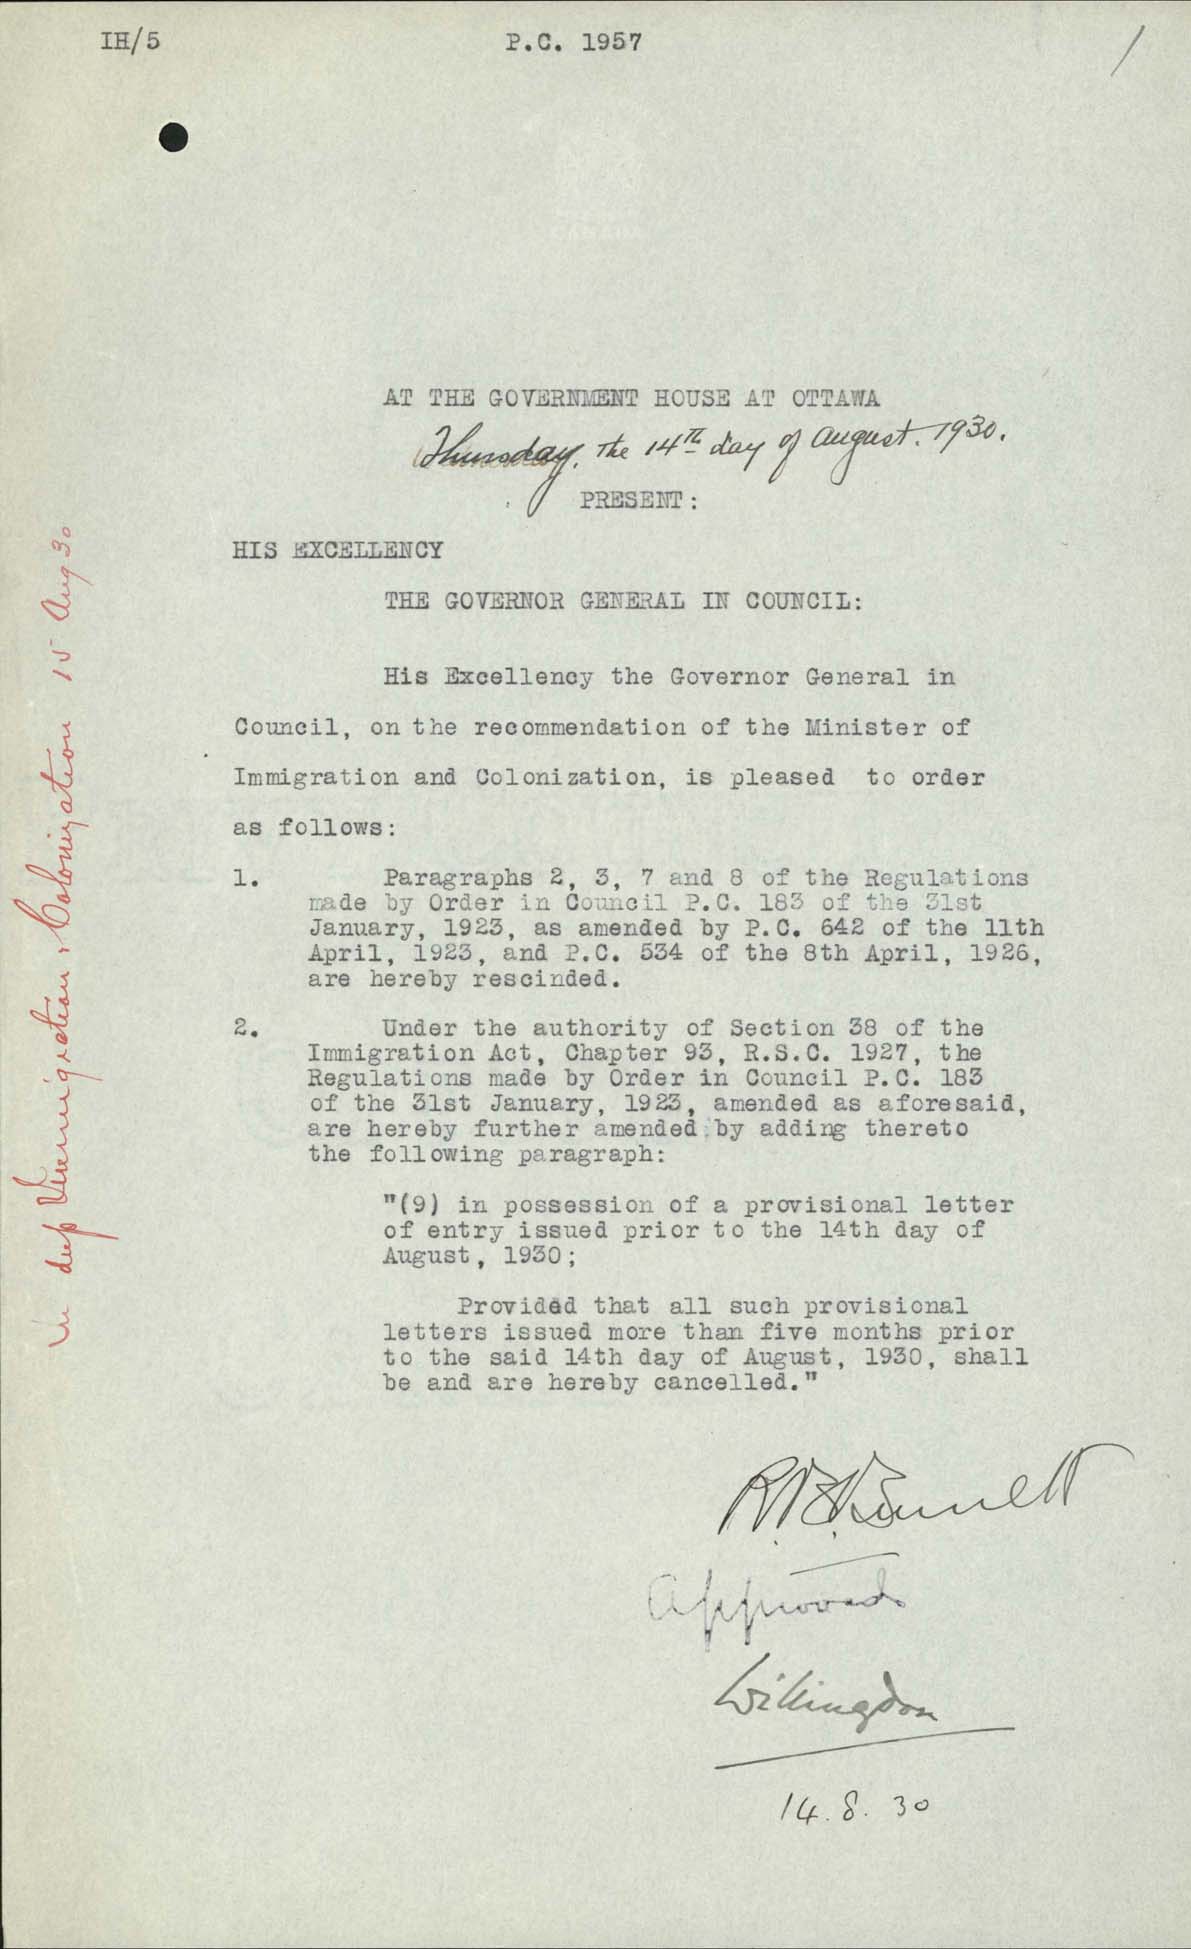 IH/5
P.C. 1957
AT THE GOVERNMENT HOUSE AT OTTAWA
Thursday, the 14th day of August. 1930.
PRESENT:
HIS EXCELLENCY
THE GOVERNOR GENERAL IN COUNCIL:
His Excellency the Governor General in
Council, on the recommendation of the Minister of
Immigration and Colonization, is pleased to order
as follows:
1. Paragraphs 2, 3, 7 and 8 of the Regulations
made by Order in Council P.C. 183 of the 31st
January, 1923, as amended by P.C. 642 of the 11th
April, 1923, and P.C. 534 of the 8th April, 1926,
are hereby rescinded.
2. Under the authority of Section 38 of the
Immigration Act, Chapter 93, R.S.C. 1927, the
Regulations made by Order in Council P.C. 183
of the 31st January, 1923, amended as aforesaid,
are hereby further amended by adding thereto
the following paragraph:
"(9) in possession of a provisional letter
of entry issued prior to the 14th day of
August, 1930;
Provided that all such provisional
letters issued more than five months prior
to the said 14th day of August, 1930, shall
be and are hereby cancelled."
R.B. Bennett
Approved
Willingdon
14.8.30
Immigration & Colonization 15 Aug 30
CANADA